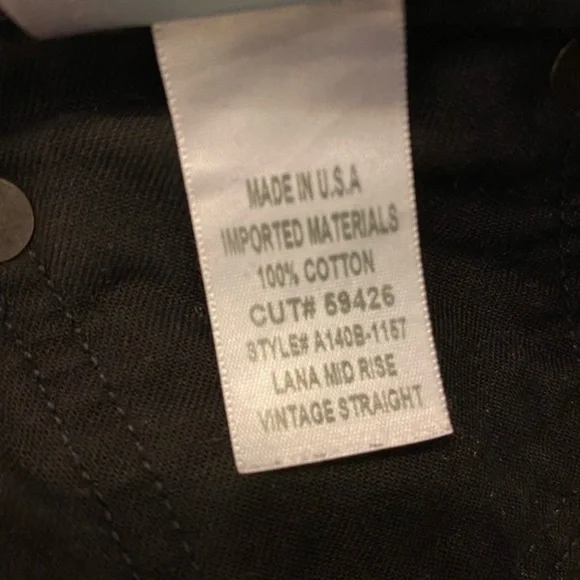 MADE IN U.S.A
IMPORTED MATERIALS
100% COTTON
CUT# 59426
STYLE# A140B-1157
LANA MID RISE
VINTAGE STRAIGHT